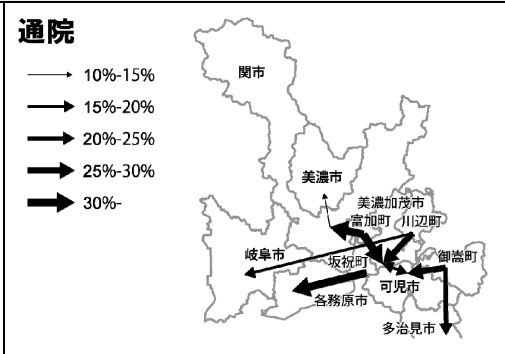 通院
10%-15%
15%-20%
20%-25%
25%-30%
30%-
関市
美濃市
美濃加茂市
富加町 川辺町
岐阜市
坂祝町
御嵩町
可児市
各務原市
多治見市